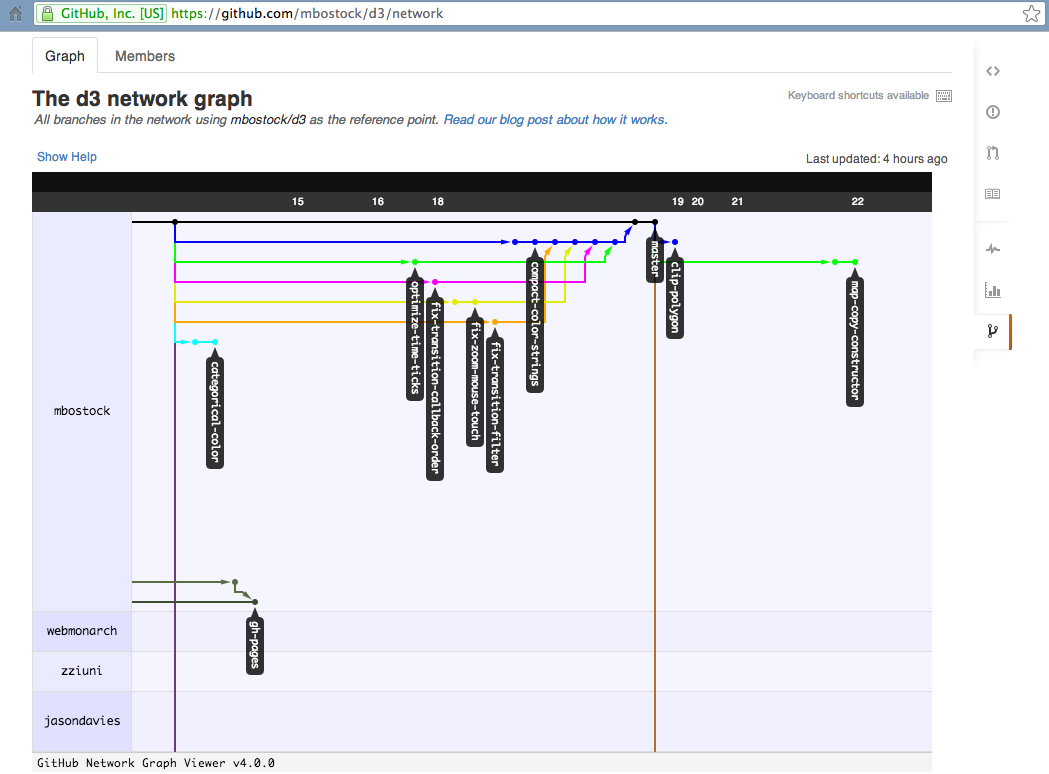 GitHub, Inc. [US] https://github.com/mbostock/d3/network
Graph Members
The d3 network graph
Keyboard shortcuts available
All branches in the network using mbostock/d3 as the reference point. Read our blog post about how it works.
Show Help
Last updated: 4 hours ago
15 16 18 19 20 21 22
master
clip-polygon
compact-color-strings
map-copy-constructor
optimize-time-ticks
fix-transition-callback-order
fix-zoom-mouse-touch
fix-transition-filter
categorical-color
mbostock
gh-pages
webmonarch
zziuni
jasondavies
GitHub Network Graph Viewer v4.0.0